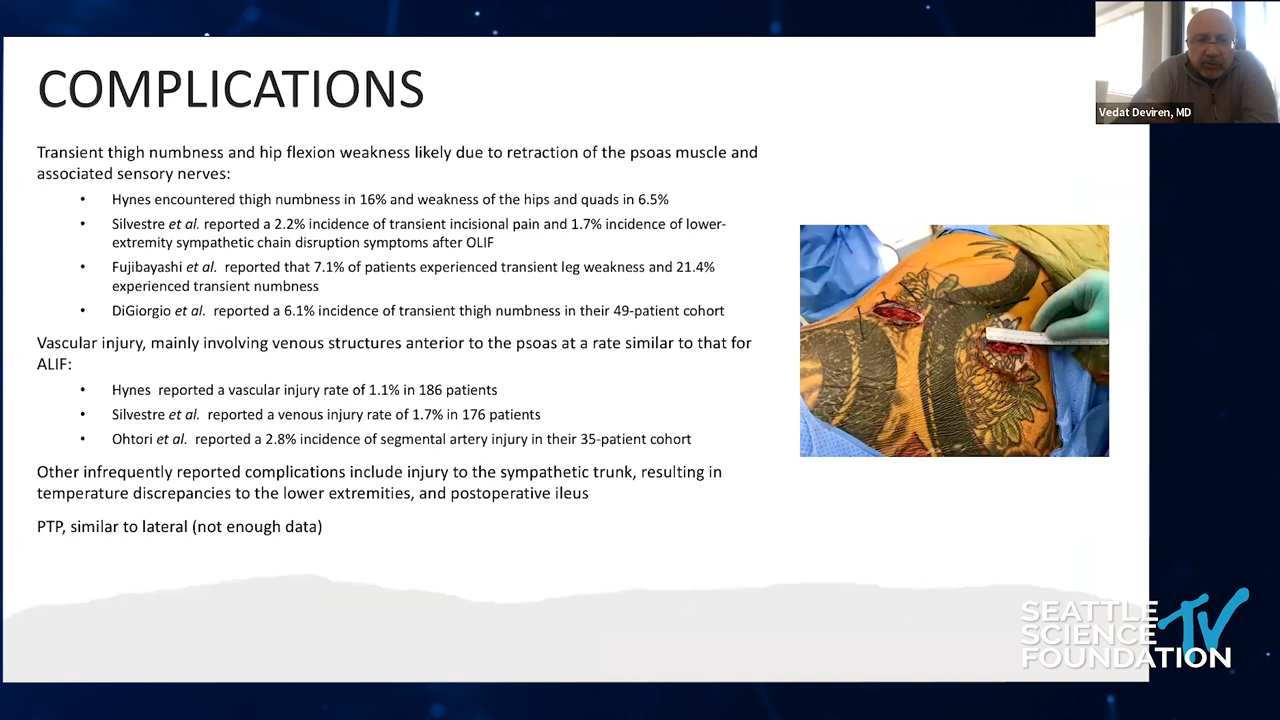 COMPLICATIONS
Vedat Deviren, MD
Transient thigh numbness and hip flexion weakness likely due to retraction of the psoas muscle and
associated sensory nerves:
• Hynes encountered thigh numbness in 16% and weakness of the hips and quads in 6.5%
• Silvestre et al. reported a 2.2% incidence of transient incisional pain and 1.7% incidence of lower-
extremity sympathetic chain disruption symptoms after OLIF
• Fujibayashi et al. reported that 7.1% of patients experienced transient leg weakness and 21.4%
experienced transient numbness
• DiGiorgio et al. reported a 6.1% incidence of transient thigh numbness in their 49-patient cohort
Vascular injury, mainly involving venous structures anterior to the psoas at a rate similar to that for
ALIF:
• Hynes reported a vascular injury rate of 1.1% in 186 patients
• Silvestre et al. reported a venous injury rate of 1.7% in 176 patients
• Ohtori et al. reported a 2.8% incidence of segmental artery injury in their 35-patient cohort
Other infrequently reported complications include injury to the sympathetic trunk, resulting in
temperature discrepancies to the lower extremities, and postoperative ileus
PTP, similar to lateral (not enough data)
SEATTLE
SCIENCE TV
FOUNDATION